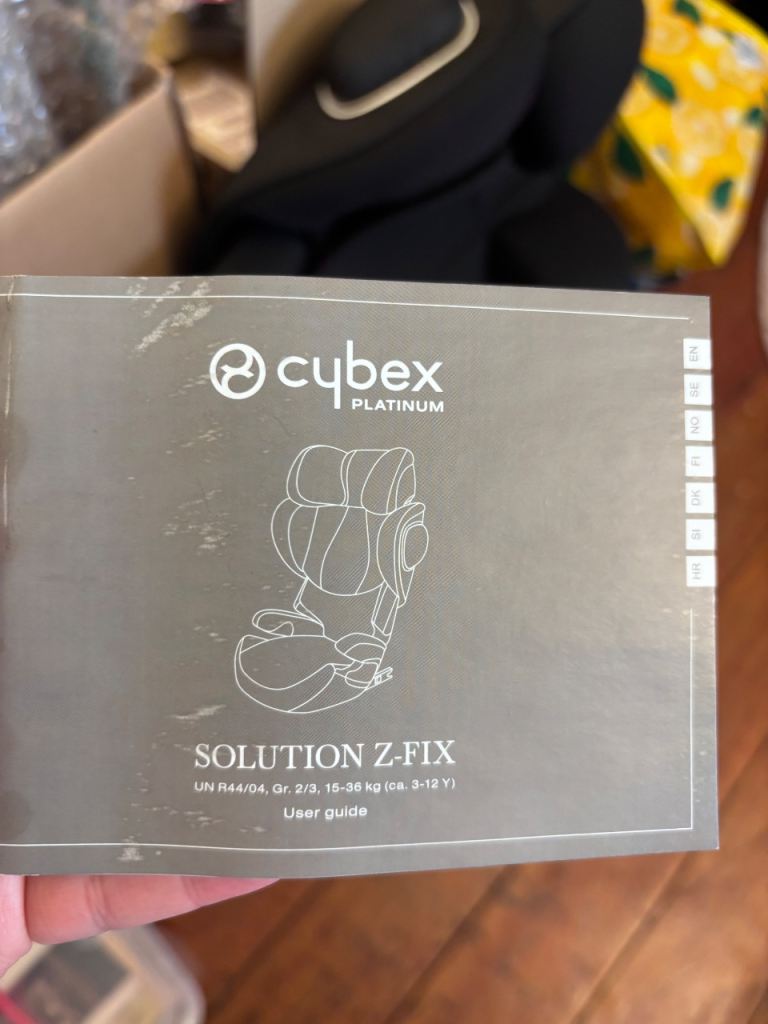 cybex
PLATINUM
EN
SE
NO
FI
DK
SI
HR
SOLUTION Z-FIX
UN R44/04, Gr. 2/3, 15-36 kg (ca. 3-12 Y)
User guide